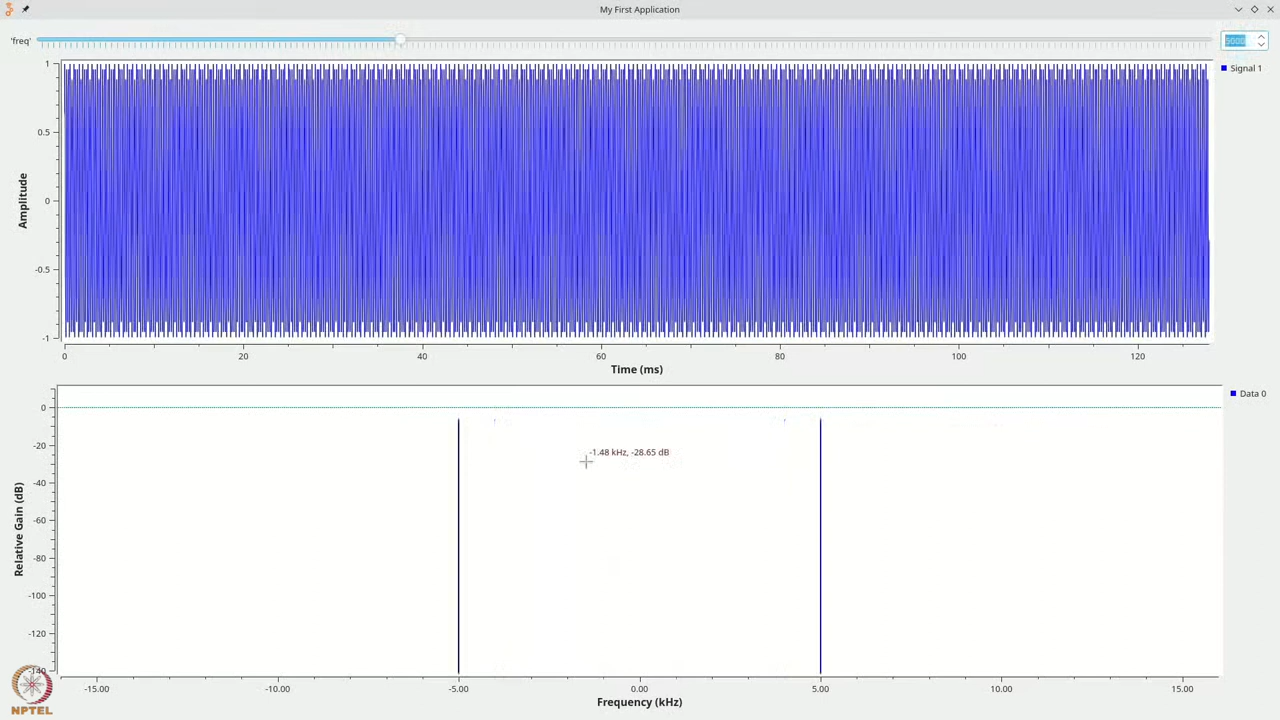 My First Application
'freq'
5000
1
Signal 1
0.5
0
-0.5
-1
Amplitude
0 20 40 60 80 100 120
Time (ms)
0
Data 0
-20
-1.48 kHz, -28.65 dB
-40
-60
-80
-100
-120
-140
Relative Gain (dB)
-15.00 -10.00 -5.00 0.00 5.00 10.00 15.00
Frequency (kHz)
NPTEL